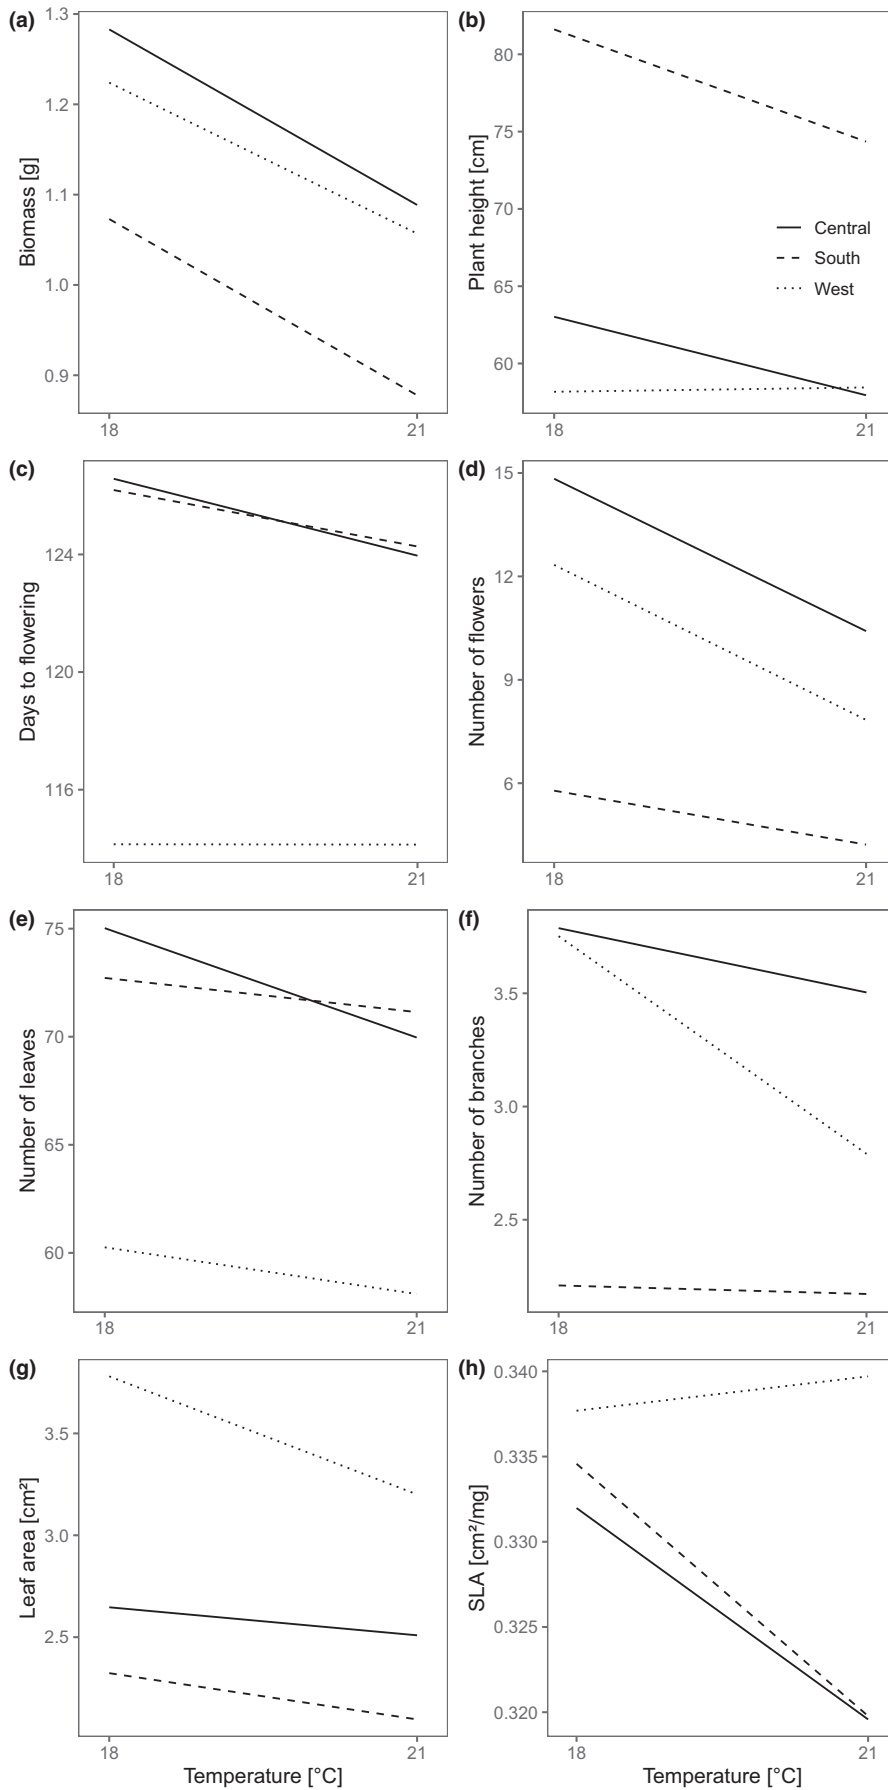 (a)
1.3
1.2
1.1
1.0
0.9
Biomass [g]
18 21
(b)
80
75
70
65
60
Plant height [cm]
Central
South
West
18 21
(c)
124
120
116
Days to flowering
18 21
(d)
15
12
9
6
Number of flowers
18 21
(e)
75
70
65
60
Number of leaves
18 21
(f)
3.5
3.0
2.5
Number of branches
18 21
(g)
3.5
3.0
2.5
Leaf area [cm²]
18 21
Temperature [°C]
(h)
0.340
0.335
0.330
0.325
0.320
SLA [cm²/mg]
18 21
Temperature [°C]